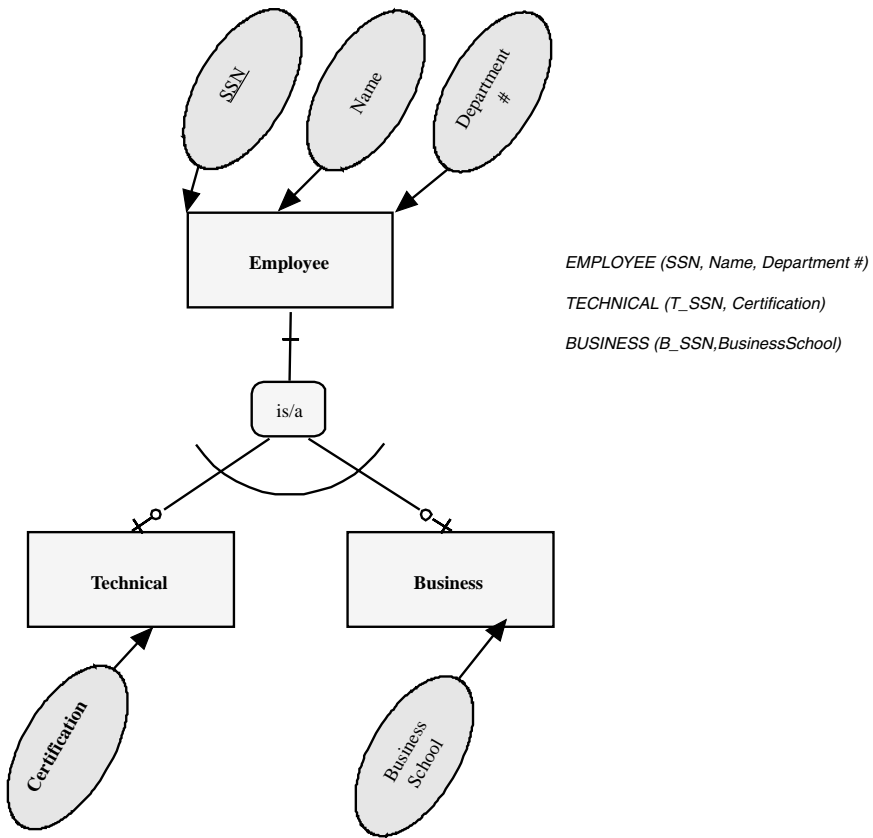 SSN
Name
Department
#
Employee
EMPLOYEE (SSN, Name, Department #)
TECHNICAL (T_SSN, Certification)
BUSINESS (B_SSN,BusinessSchool)
is/a
Technical
Business
Certification
Business
School